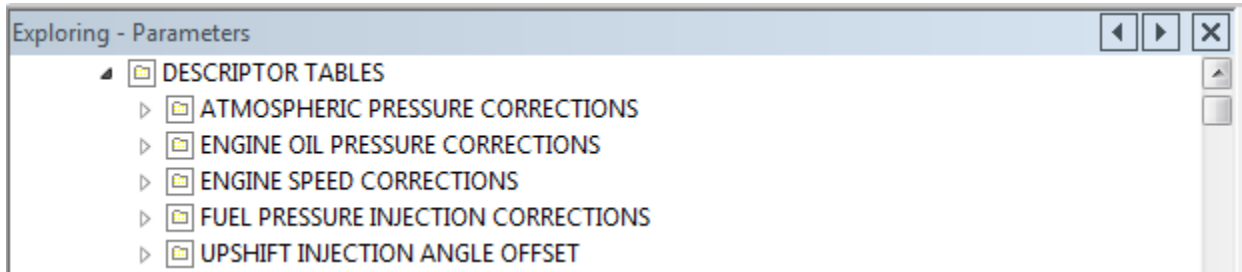 Exploring - Parameters
DESCRIPTOR TABLES
ATMOSPHERIC PRESSURE CORRECTIONS
ENGINE OIL PRESSURE CORRECTIONS
ENGINE SPEED CORRECTIONS
FUEL PRESSURE INJECTION CORRECTIONS
UPSHIFT INJECTION ANGLE OFFSET